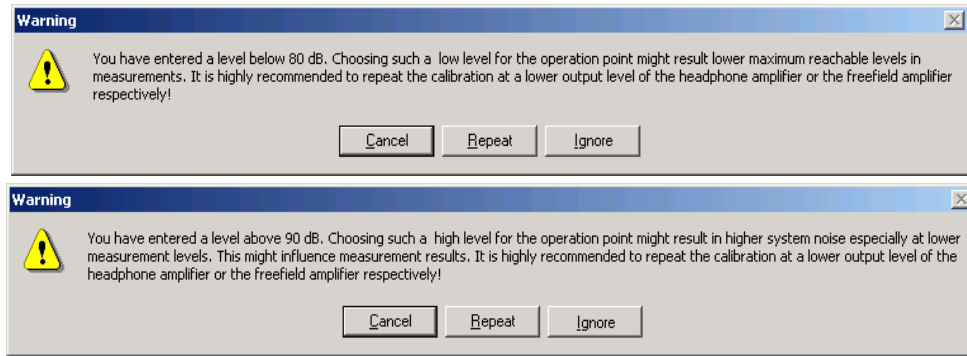 Warning
You have entered a level below 80 dB. Choosing such a  low level for the operation point might result lower maximum reachable levels in
measurements. It is highly recommended to repeat the calibration at a lower output level of the headphone amplifier or the freefield amplifier
respectively!
Cancel Repeat Ignore
Warning
You have entered a level above 90 dB. Choosing such a  high level for the operation point might result in higher system noise especially at lower
measurement levels. This might influence measurement results. It is highly recommended to repeat the calibration at a lower output level of the
headphone amplifier or the freefield amplifier respectively!
Cancel Repeat Ignore